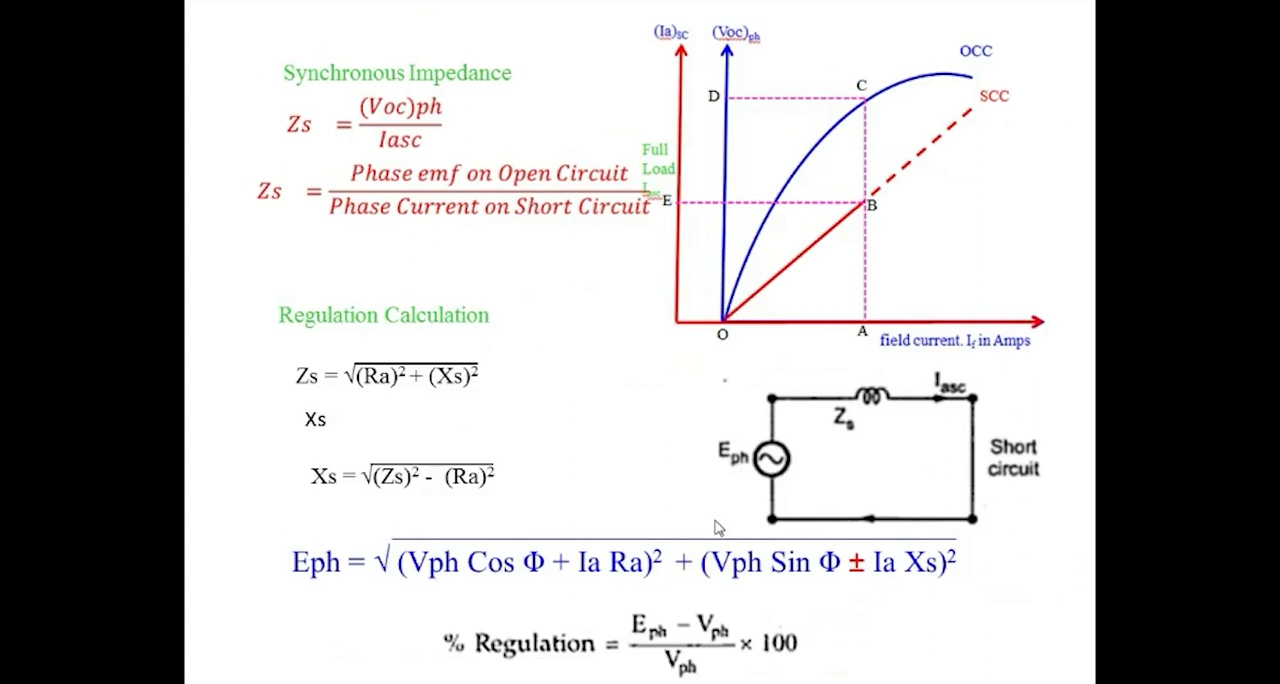 Synchronous Impedance
Zs = (Voc)ph / Iasc
Zs = Phase emf on Open Circuit / Phase Current on Short Circuit
(Ia)SC (Voc)ph
OCC
SCC
C
D
Full
Load
Iasc
E
B
O
A
field current. If in Amps
Regulation Calculation
Zs = √(Ra)² + (Xs)²
Xs
Xs = √(Zs)² - (Ra)²
Iasc
Zs
Eph
Short
circuit
Eph = √(Vph Cos Φ + Ia Ra)² + (Vph Sin Φ ± Ia Xs)²
% Regulation = Eph − Vph / Vph × 100